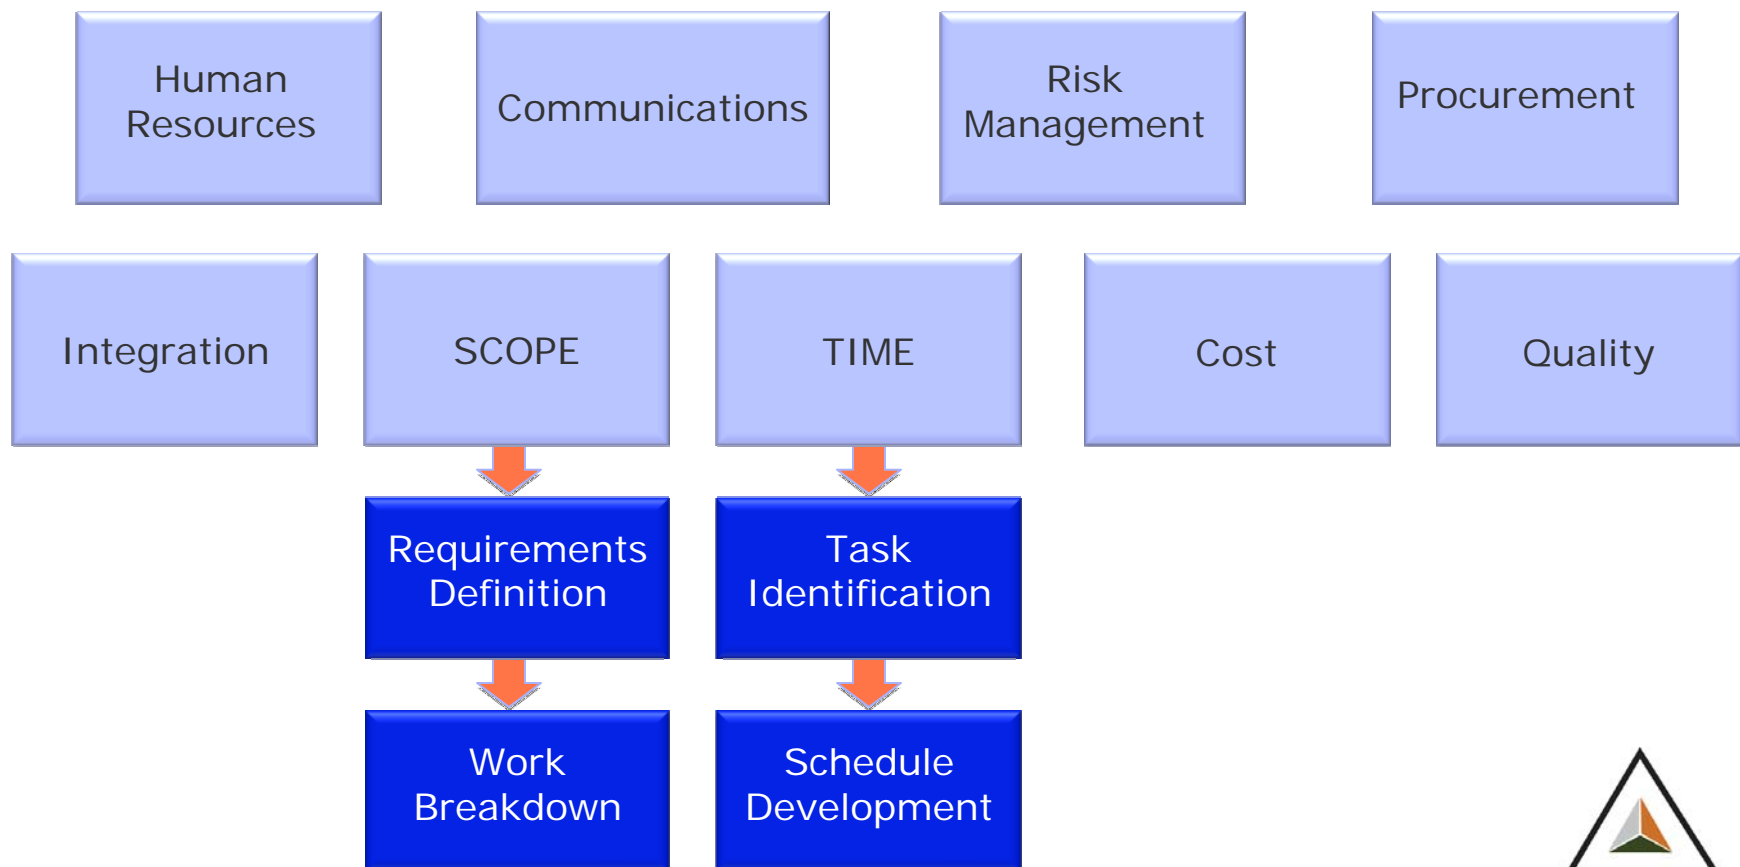 Human
Resources
Communications
Risk
Management
Procurement
Integration
SCOPE
TIME
Cost
Quality
Requirements
Definition
Task
Identification
Work
Breakdown
Schedule
Development